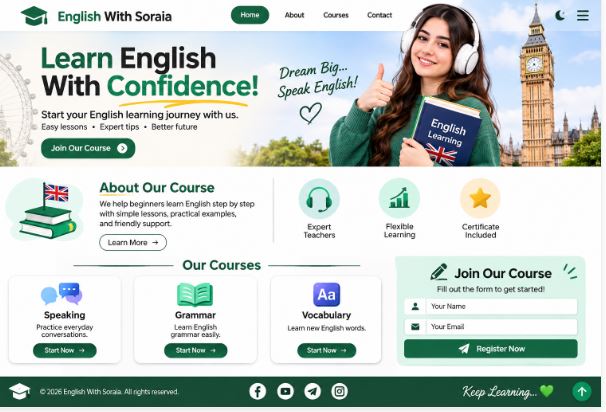 English With Soraia
Home
About
Courses
Contact
Learn English
With Confidence!
Start your English learning journey with us.
Easy lessons • Expert tips • Better future
Join Our Course
Dream Big...
Speak English!
English
Learning
About Our Course
We help beginners learn English step by step
with simple lessons, practical examples,
and friendly support.
Learn More →
Expert
Teachers
Flexible
Learning
Certificate
Included
Our Courses
Speaking
Practice everyday
conversations.
Start Now →
Grammar
Learn English
grammar easily.
Start Now →
Aa
Vocabulary
Learn new English words.
Start Now →
Join Our Course
Fill out the form to get started!
Your Name
Your Email
Register Now
© 2026 English With Soraia. All rights reserved.
Keep Learning...